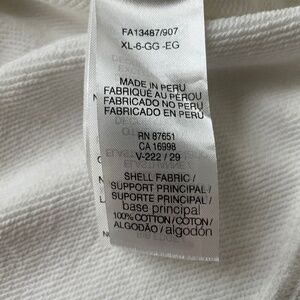 FA13487/907
XL-6-GG -EG
MADE IN PERU
FABRIQUÉ AU PÉROU
FABRICADO NO PERU
FABRICADO EN PERU
RN 87651
CA 16998
V-222 / 29
SHELL FABRIC /
SUPPORT PRINCIPAL /
SUPORTE PRINCIPAL /
base principal
100% COTTON / COTON /
ALGODÃO / algodón